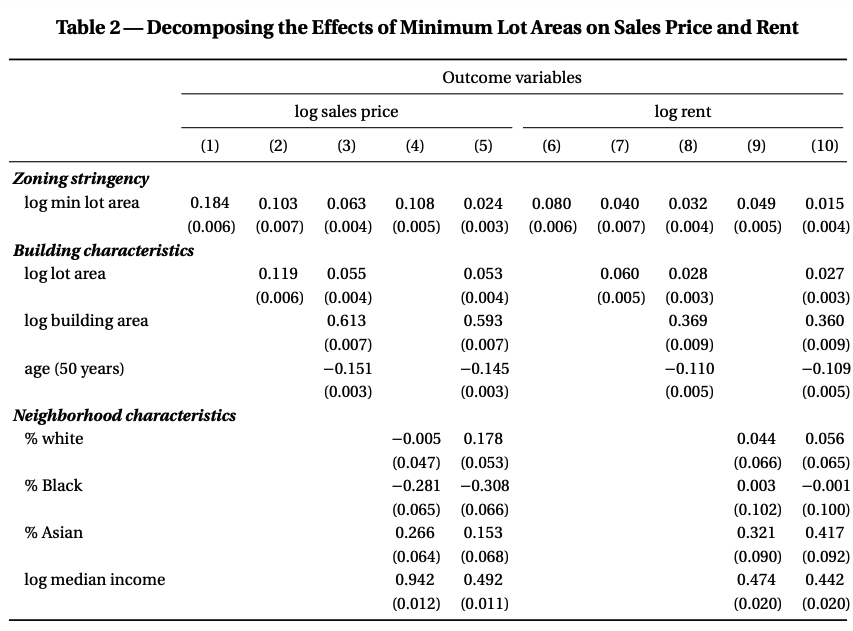 Table 2 — Decomposing the Effects of Minimum Lot Areas on Sales Price and Rent
Outcome variables
log sales price log rent
(1) (2) (3) (4) (5) (6) (7) (8) (9) (10)
Zoning stringency
log min lot area 0.184 0.103 0.063 0.108 0.024 0.080 0.040 0.032 0.049 0.015
(0.006) (0.007) (0.004) (0.005) (0.003) (0.006) (0.007) (0.004) (0.005) (0.004)
Building characteristics
log lot area 0.119 0.055 0.053 0.060 0.028 0.027
(0.006) (0.004) (0.004) (0.005) (0.003) (0.003)
log building area 0.613 0.593 0.369 0.360
(0.007) (0.007) (0.009) (0.009)
age (50 years) −0.151 −0.145 −0.110 −0.109
(0.003) (0.003) (0.005) (0.005)
Neighborhood characteristics
% white −0.005 0.178 0.044 0.056
(0.047) (0.053) (0.066) (0.065)
% Black −0.281 −0.308 0.003 −0.001
(0.065) (0.066) (0.102) (0.100)
% Asian 0.266 0.153 0.321 0.417
(0.064) (0.068) (0.090) (0.092)
log median income 0.942 0.492 0.474 0.442
(0.012) (0.011) (0.020) (0.020)